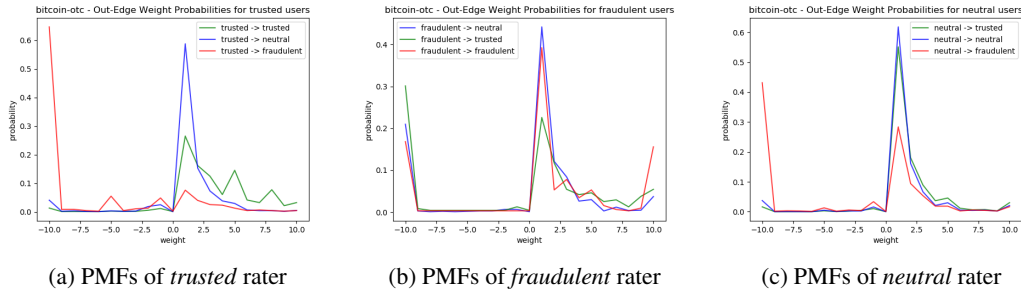 bitcoin-otc - Out-Edge Weight Probabilities for trusted users
trusted -> trusted
trusted -> neutral
trusted -> fraudulent
probability
0.6
0.5
0.4
0.3
0.2
0.1
0.0
−10.0 −7.5 −5.0 −2.5 0.0 2.5 5.0 7.5 10.0
weight
(a) PMFs of trusted rater
bitcoin-otc - Out-Edge Weight Probabilities for fraudulent users
fraudulent -> neutral
fraudulent -> trusted
fraudulent -> fraudulent
probability
0.4
0.3
0.2
0.1
0.0
−10.0 −7.5 −5.0 −2.5 0.0 2.5 5.0 7.5 10.0
weight
(b) PMFs of fraudulent rater
bitcoin-otc - Out-Edge Weight Probabilities for neutral users
neutral -> trusted
neutral -> neutral
neutral -> fraudulent
probability
0.6
0.5
0.4
0.3
0.2
0.1
0.0
−10.0 −7.5 −5.0 −2.5 0.0 2.5 5.0 7.5 10.0
weight
(c) PMFs of neutral rater